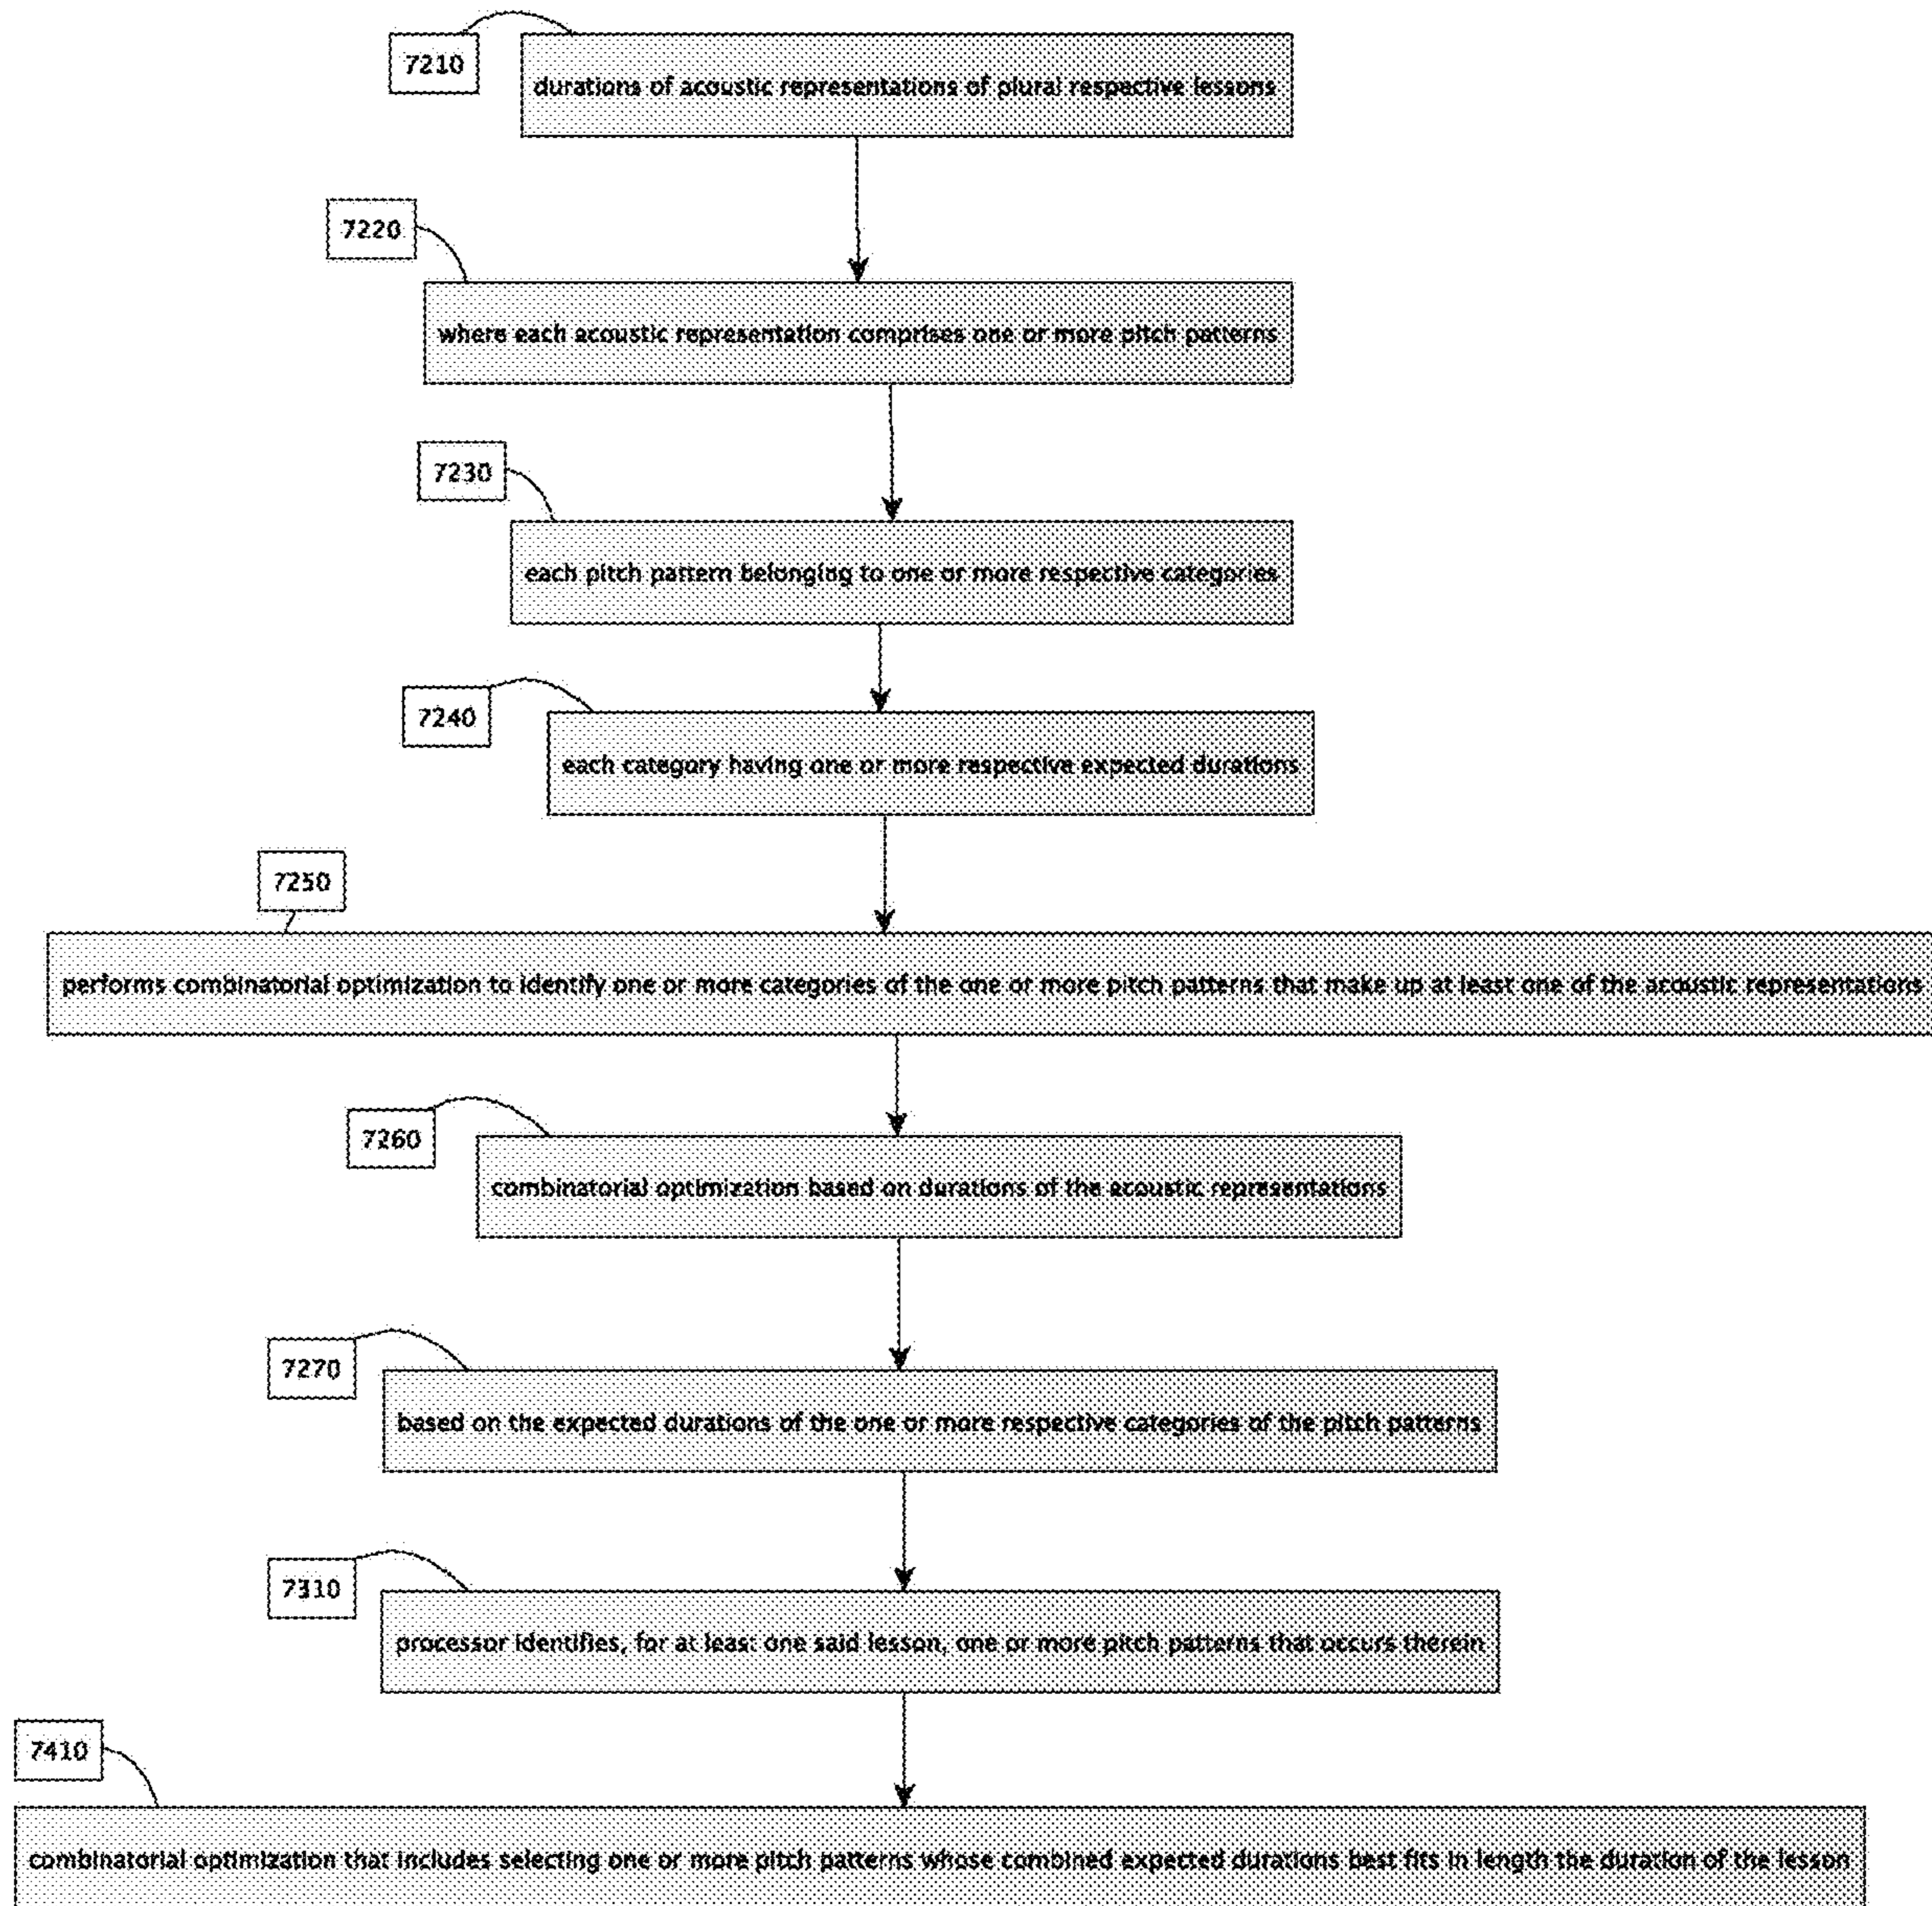 7210
durations of acoustic representations of plural respective lessons
7220
where each acoustic representation comprises one or more pitch patterns
7230
each pitch pattern belonging to one or more respective categories
7240
each category having one or more respective expected durations
7250
performs combinatorial optimization to identify one or more categories of the one or more pitch patterns that make up at least one of the acoustic representations
7260
combinatorial optimization based on durations of the acoustic representations
7270
based on the expected durations of the one or more respective categories of the pitch patterns
7310
processor identifies, for at least one said lesson, one or more pitch patterns that occurs therein
7410
combinatorial optimization that includes selecting one or more pitch patterns whose combined expected durations best fits in length the duration of the lesson